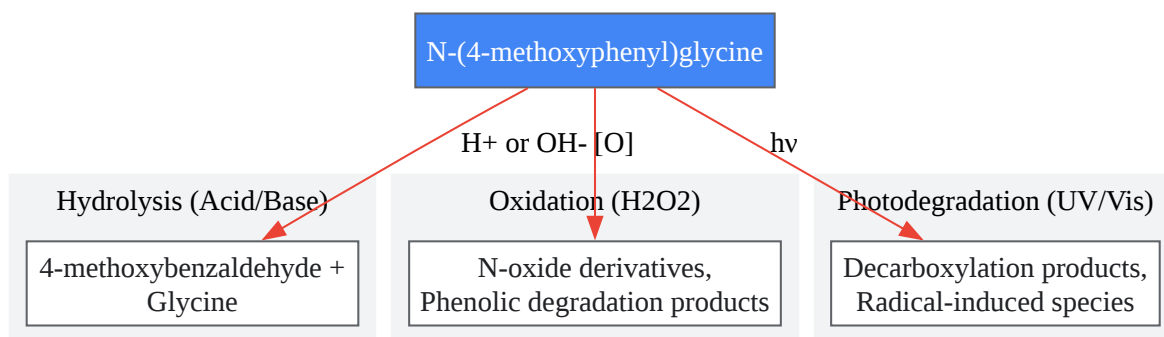 N-(4-methoxyphenyl)glycine
H+ or OH- [O] hν
Hydrolysis (Acid/Base)
Oxidation (H2O2)
Photodegradation (UV/Vis)
4-methoxybenzaldehyde +
Glycine
N-oxide derivatives,
Phenolic degradation products
Decarboxylation products,
Radical-induced species